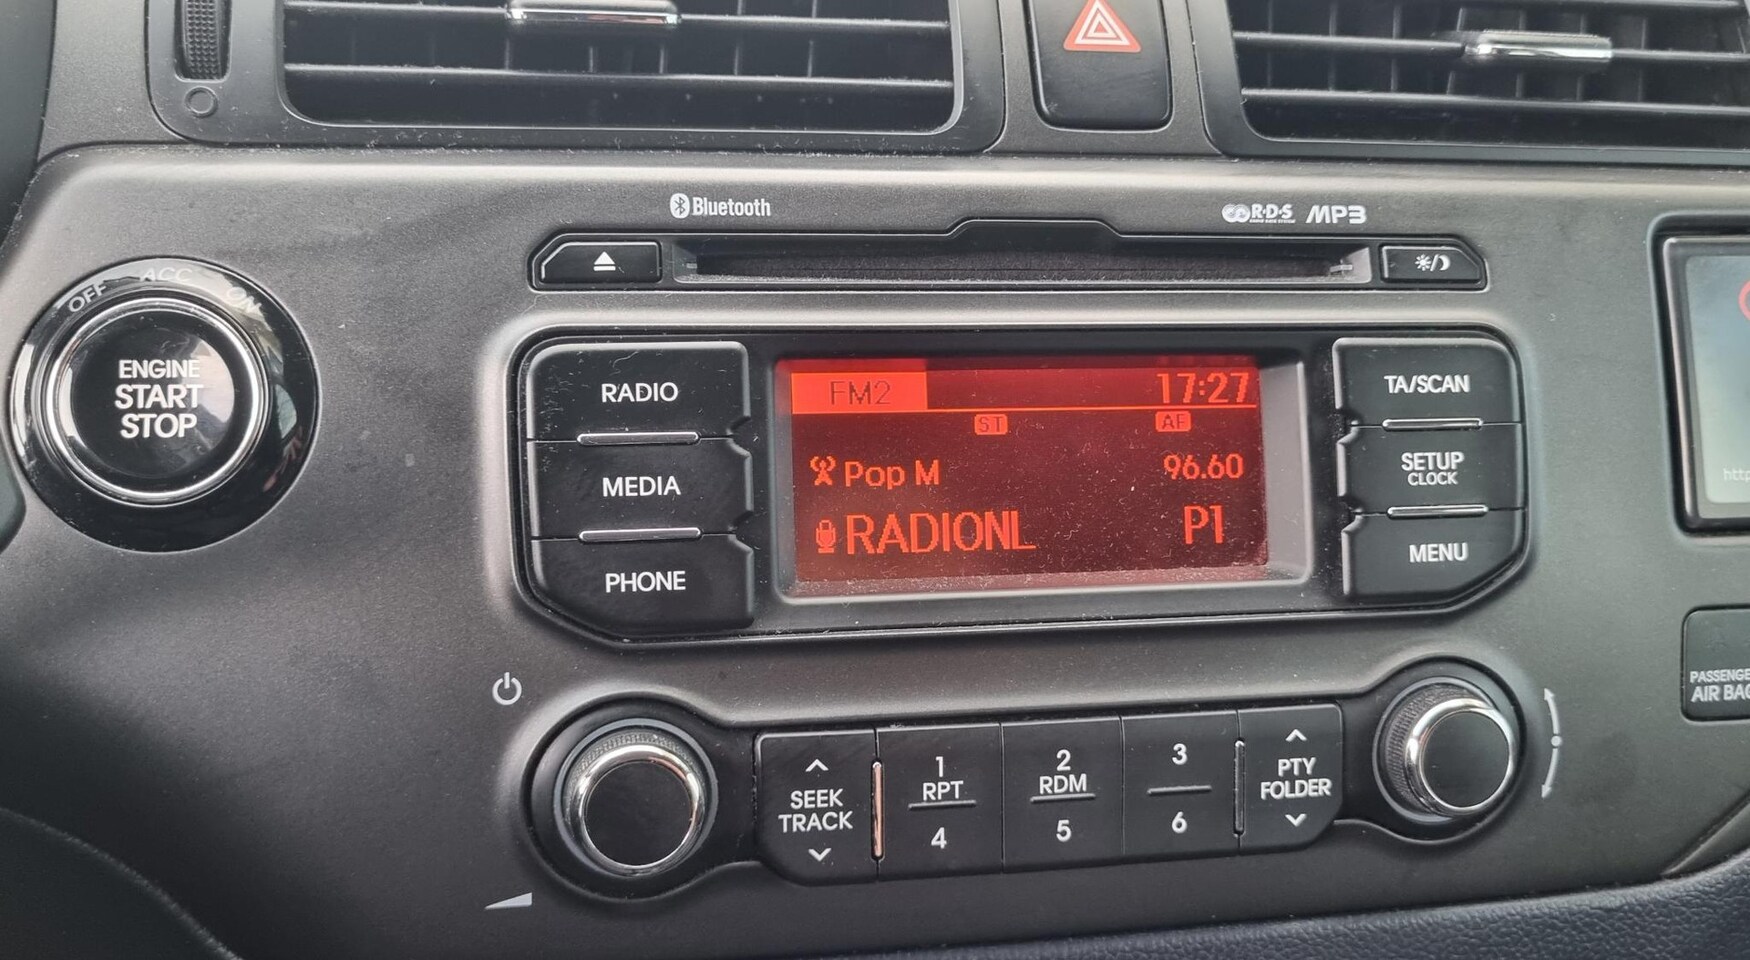 Bluetooth
RDS MP3
OFF ACC ON
ENGINE
START
STOP
RADIO
MEDIA
PHONE
FM2 17:27
ST AF
Pop M 96.60
RADIONL P1
TA/SCAN
SETUP
CLOCK
MENU
http
PASSENGE
AIR BAG
SEEK
TRACK
1
RPT
4
2
RDM
5
3
6
PTY
FOLDER